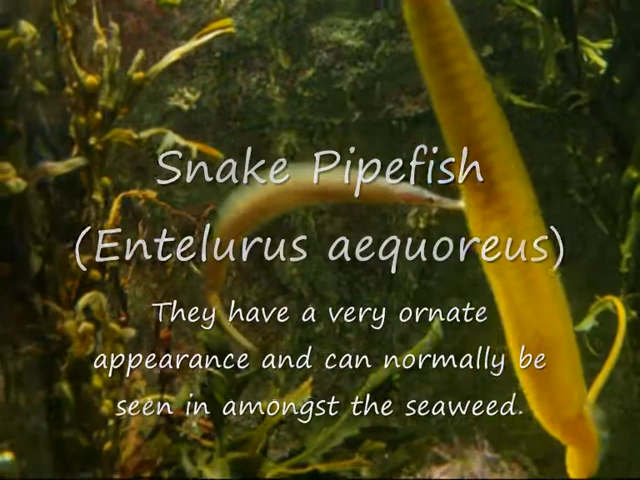 Snake Pipefish
(Entelurus aequoreus)
They have a very ornate
appearance and can normally be
seen in amongst the seaweed.